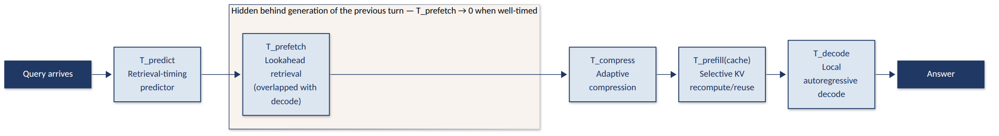 Hidden behind generation of the previous turn — T_prefetch → 0 when well-timed
Query arrives
T_predict
Retrieval-timing
predictor
T_prefetch
Lookahead
retrieval
(overlapped with
decode)
T_compress
Adaptive
compression
T_prefill(cache)
Selective KV
recompute/reuse
T_decode
Local
autoregressive
decode
Answer